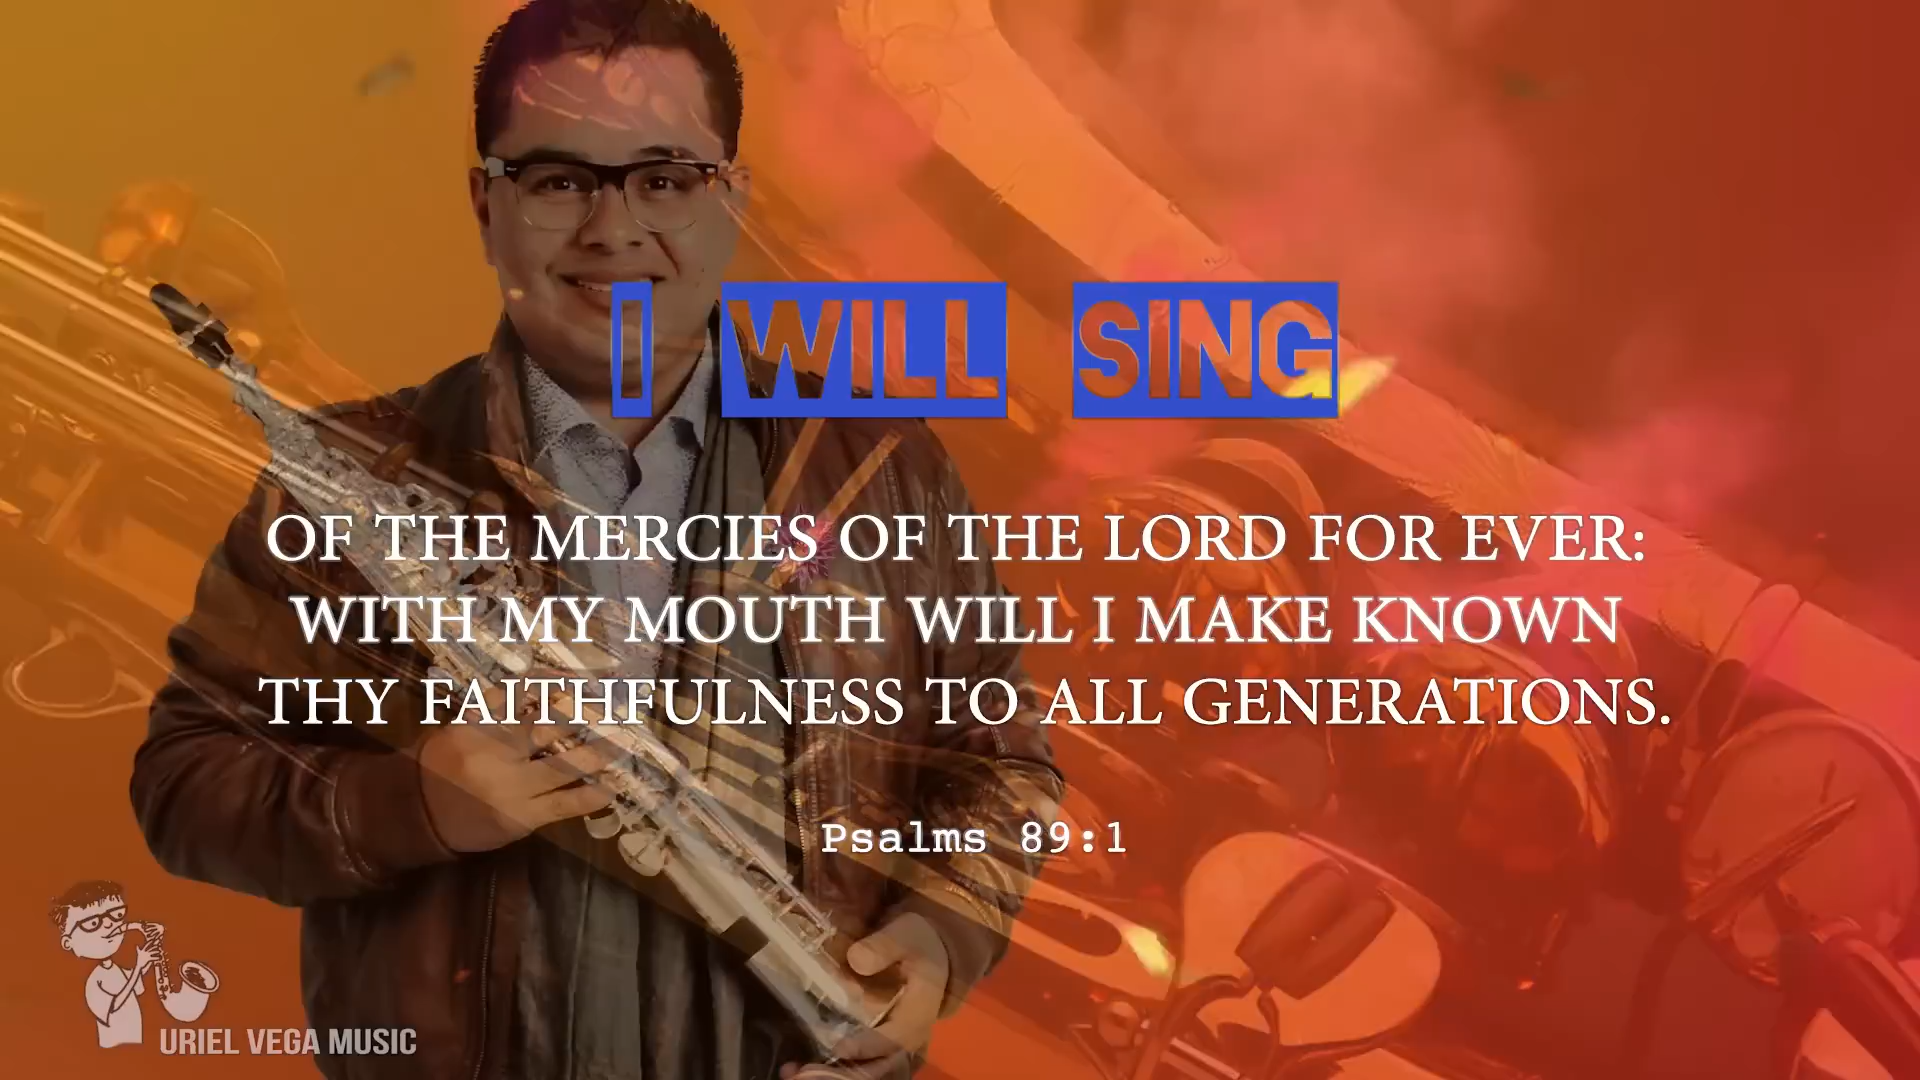 I WILL SING
OF THE MERCIES OF THE LORD FOR EVER:
WITH MY MOUTH WILL I MAKE KNOWN
THY FAITHFULNESS TO ALL GENERATIONS.
Psalms 89:1
URIEL VEGA MUSIC